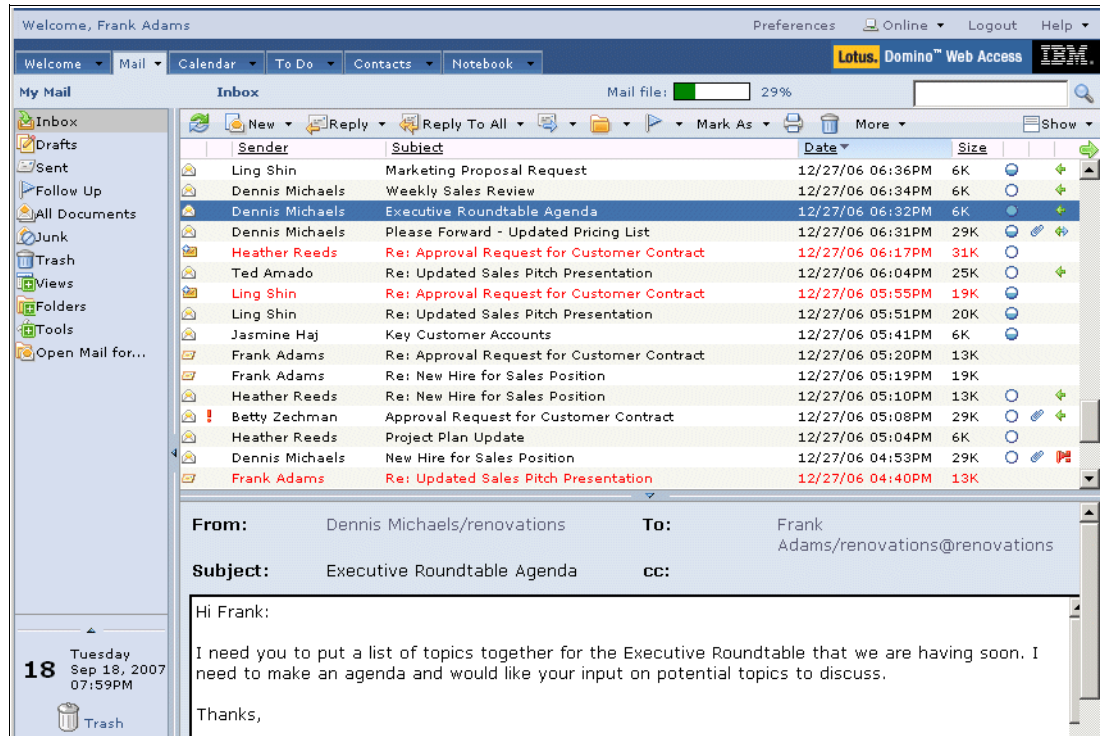 Welcome, Frank Adams Preferences Online Logout Help
Welcome Mail Calendar To Do Contacts Notebook Lotus. Domino™ Web Access IBM.
My Mail Inbox Mail file: 29%
Inbox New Reply Reply To All Mark As More Show
Drafts Sender Subject Date Size
Sent Ling Shin Marketing Proposal Request 12/27/06 06:36PM 6K
Follow Up Dennis Michaels Weekly Sales Review 12/27/06 06:34PM 6K
All Documents Dennis Michaels Executive Roundtable Agenda 12/27/06 06:32PM 6K
Junk Dennis Michaels Please Forward - Updated Pricing List 12/27/06 06:31PM 29K
Trash Heather Reeds Re: Approval Request for Customer Contract 12/27/06 06:17PM 31K
Views Ted Amado Re: Updated Sales Pitch Presentation 12/27/06 06:04PM 25K
Folders Ling Shin Re: Approval Request for Customer Contract 12/27/06 05:55PM 19K
Tools Ling Shin Re: Updated Sales Pitch Presentation 12/27/06 05:51PM 20K
Open Mail for... Jasmine Haj Key Customer Accounts 12/27/06 05:41PM 6K
Frank Adams Re: Approval Request for Customer Contract 12/27/06 05:20PM 13K
Frank Adams Re: New Hire for Sales Position 12/27/06 05:19PM 19K
Heather Reeds Re: New Hire for Sales Position 12/27/06 05:10PM 13K
Betty Zechman Approval Request for Customer Contract 12/27/06 05:08PM 29K
Heather Reeds Project Plan Update 12/27/06 05:04PM 6K
Dennis Michaels New Hire for Sales Position 12/27/06 04:53PM 29K
Frank Adams Re: Updated Sales Pitch Presentation 12/27/06 04:40PM 13K
From: Dennis Michaels/renovations To: Frank
Adams/renovations@renovations
Subject: Executive Roundtable Agenda cc:
Hi Frank:
I need you to put a list of topics together for the Executive Roundtable that we are having soon. I
need to make an agenda and would like your input on potential topics to discuss.
Thanks,
18 Tuesday
Sep 18, 2007
07:59PM
Trash